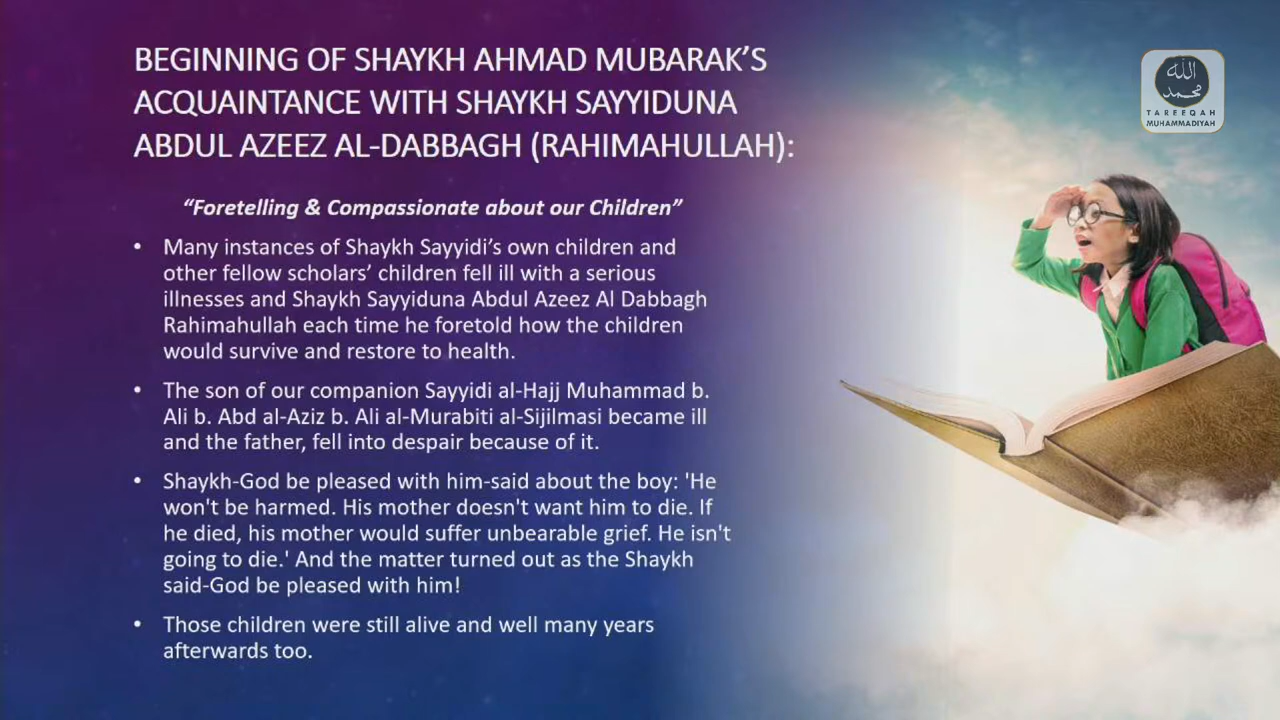 BEGINNING OF SHAYKH AHMAD MUBARAK’S
ACQUAINTANCE WITH SHAYKH SAYYIDUNA
ABDUL AZEEZ AL-DABBAGH (RAHIMAHULLAH):
“Foretelling & Compassionate about our Children”
• Many instances of Shaykh Sayyidi’s own children and
other fellow scholars’ children fell ill with a serious
illnesses and Shaykh Sayyiduna Abdul Azeez Al Dabbagh
Rahimahullah each time he foretold how the children
would survive and restore to health.
• The son of our companion Sayyidi al-Hajj Muhammad b.
Ali b. Abd al-Aziz b. Ali al-Murabiti al-Sijilmasi became ill
and the father, fell into despair because of it.
• Shaykh-God be pleased with him-said about the boy: 'He
won't be harmed. His mother doesn't want him to die. If
he died, his mother would suffer unbearable grief. He isn't
going to die.' And the matter turned out as the Shaykh
said-God be pleased with him!
• Those children were still alive and well many years
afterwards too.
الله
محمد
TAREEQAH
MUHAMMADIYAH